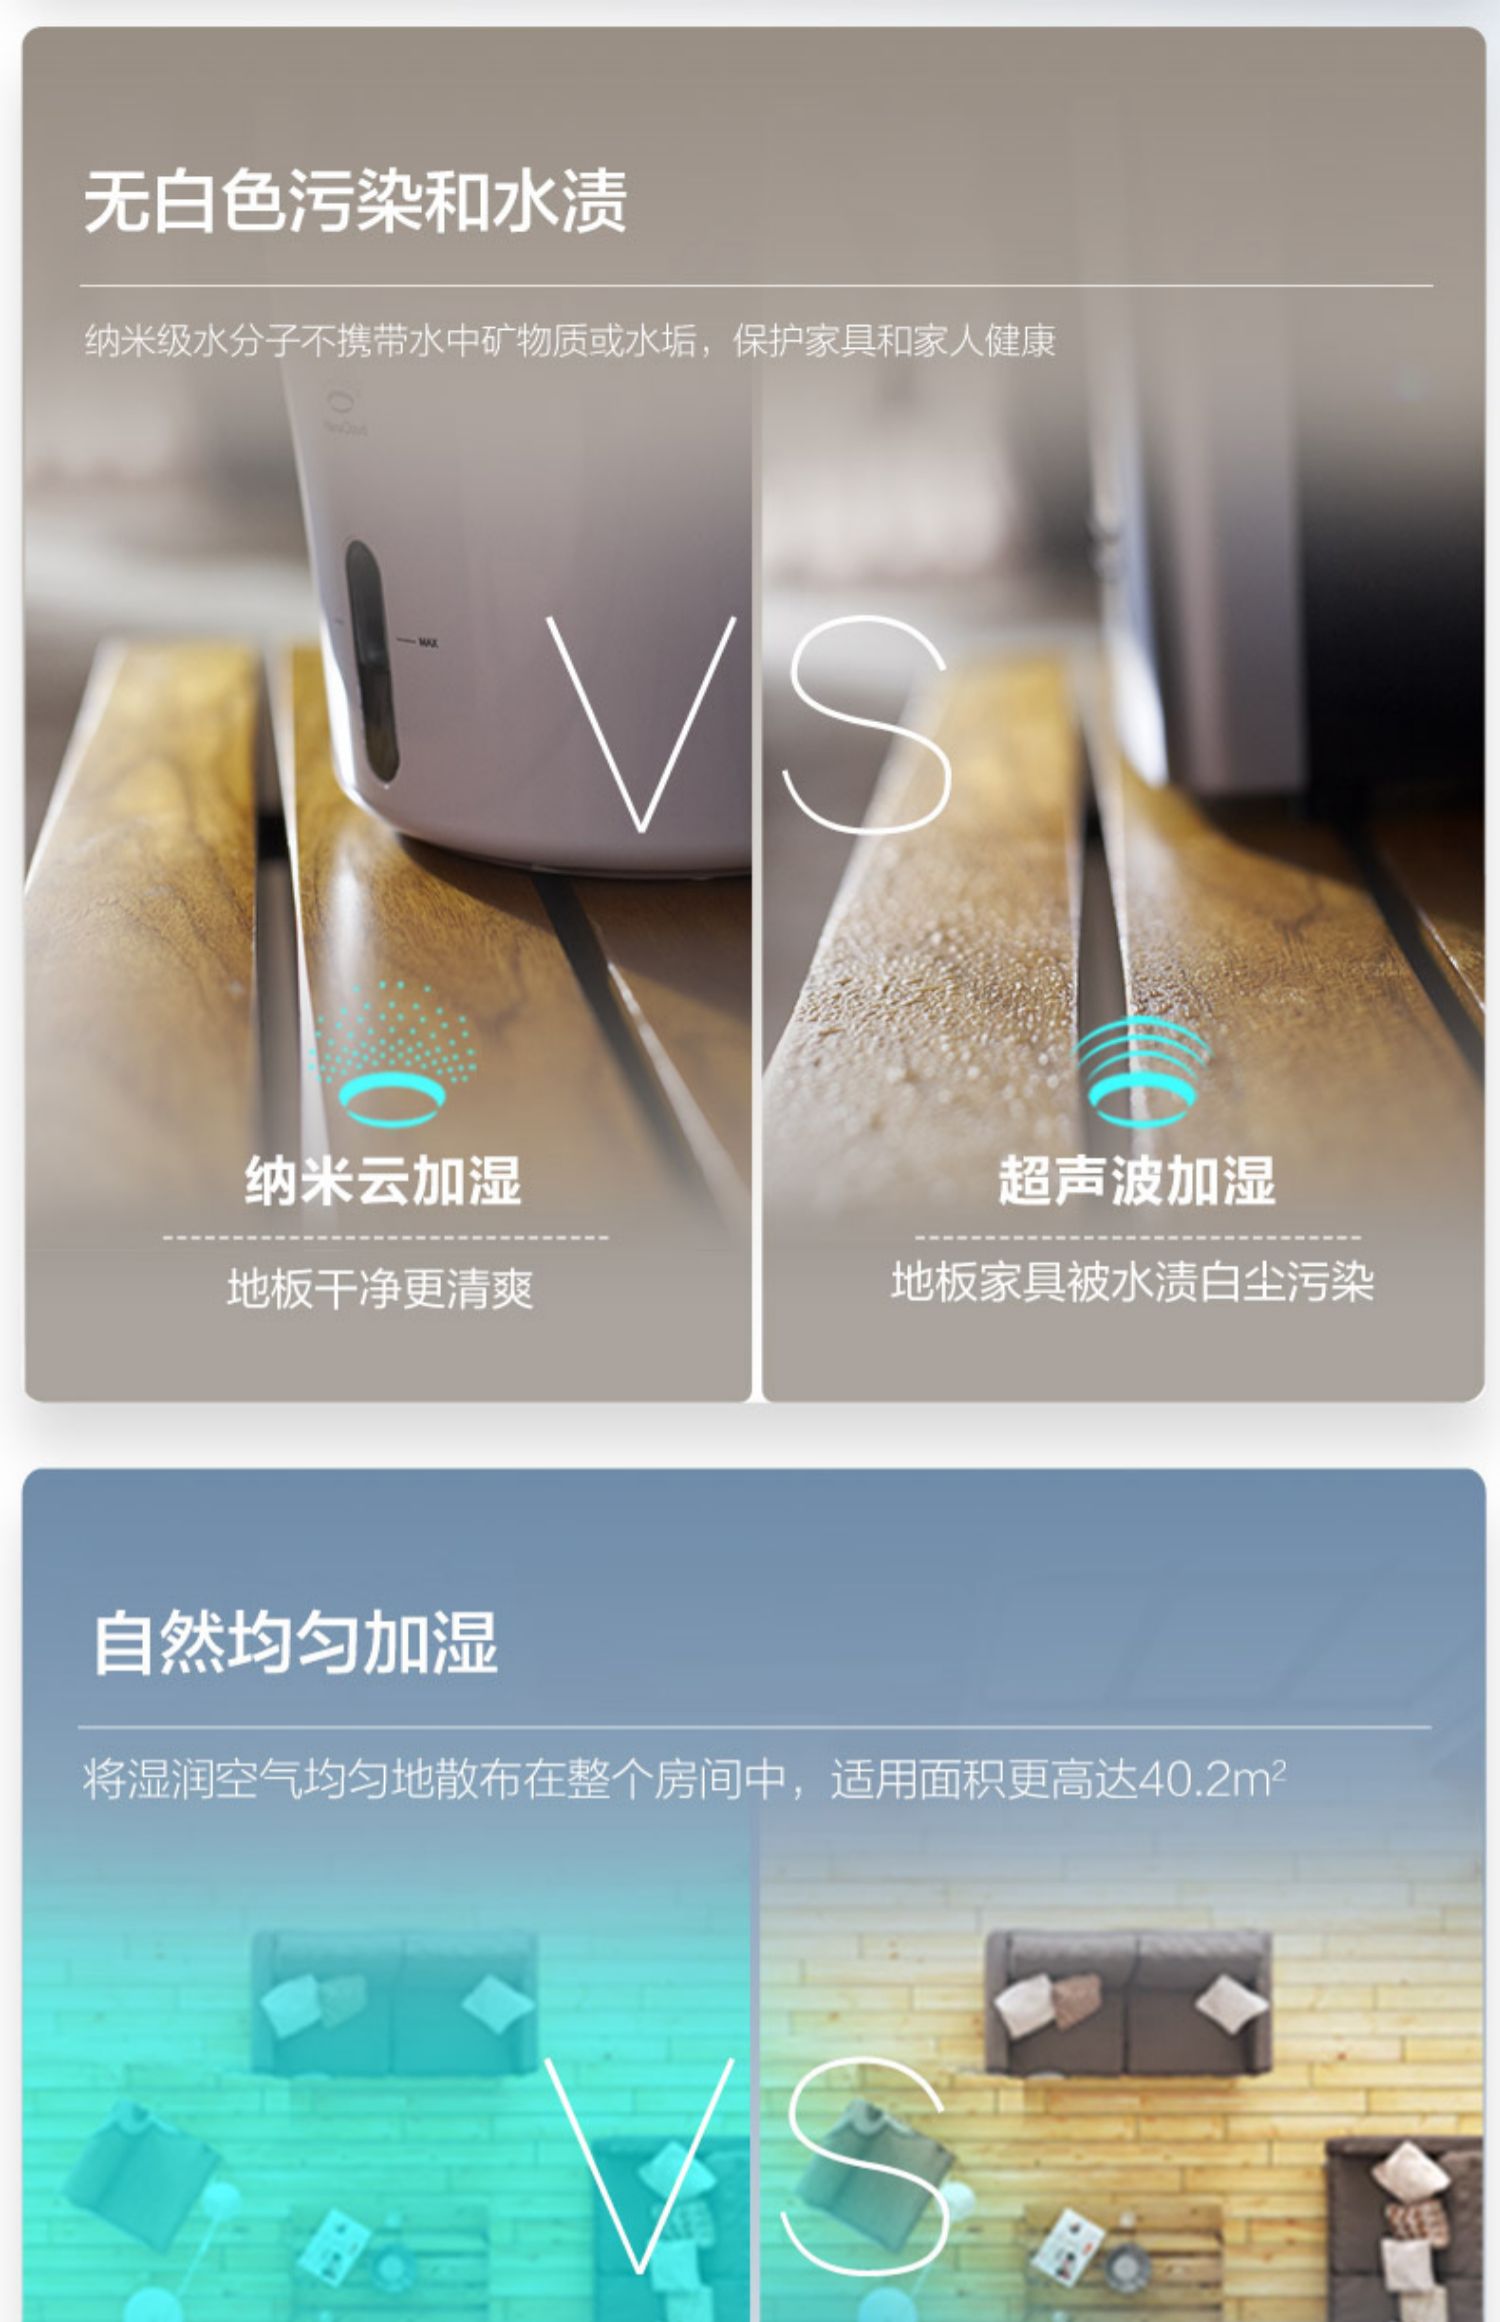 无白色污染和水渍
纳米级水分子不携带水中矿物质或水垢，保护家具和家人健康
MAX
VS
纳米云加湿
超声波加湿
地板干净更清爽
地板家具被水渍白尘污染
自然均匀加湿
将湿润空气均匀地散布在整个房间中，适用面积更高达40.2m²
VS